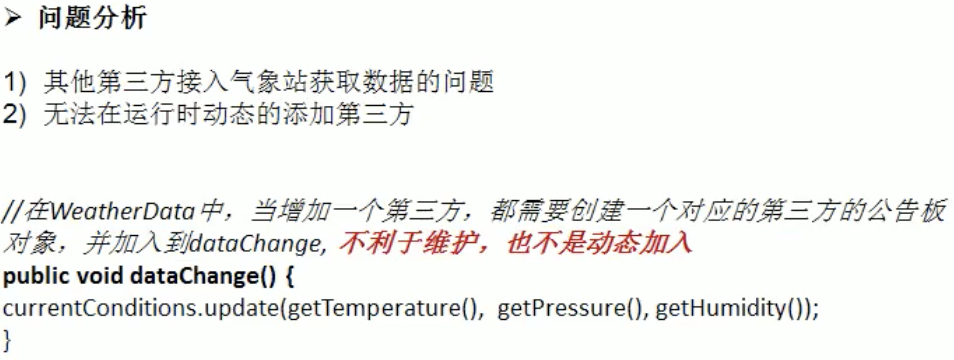 ➢ 问题分析
1) 其他第三方接入气象站获取数据的问题
2) 无法在运行时动态的添加第三方
//在WeatherData中，当增加一个第三方，都需要创建一个对应的第三方的公告板
对象，并加入到dataChange, 不利于维护，也不是动态加入
public void dataChange() {
currentConditions.update(getTemperature(), getPressure(), getHumidity());
}